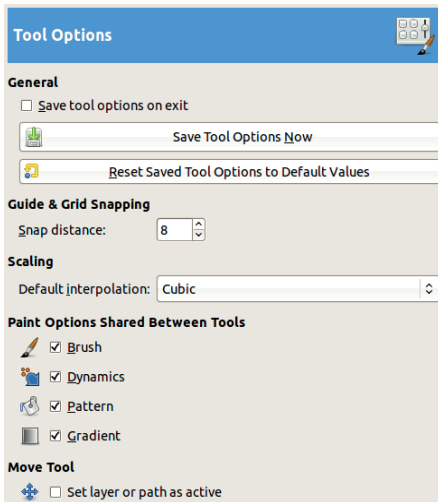 Tool Options
General
Save tool options on exit
Save Tool Options Now
Reset Saved Tool Options to Default Values
Guide & Grid Snapping
Snap distance: 8
Scaling
Default interpolation: Cubic
Paint Options Shared Between Tools
Brush
Dynamics
Pattern
Gradient
Move Tool
Set layer or path as active